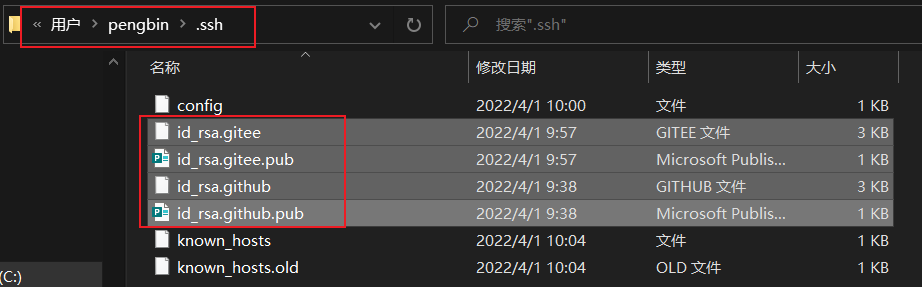 « 用户 > pengbin > .ssh 搜索".ssh"
名称 修改日期 类型 大小
config 2022/4/1 10:00 文件 1 KB
id_rsa.gitee 2022/4/1 9:57 GITEE 文件 3 KB
id_rsa.gitee.pub 2022/4/1 9:57 Microsoft Publis... 1 KB
id_rsa.github 2022/4/1 9:38 GITHUB 文件 3 KB
id_rsa.github.pub 2022/4/1 9:38 Microsoft Publis... 1 KB
known_hosts 2022/4/1 10:04 文件 1 KB
known_hosts.old 2022/4/1 10:04 OLD 文件 1 KB
(C:)